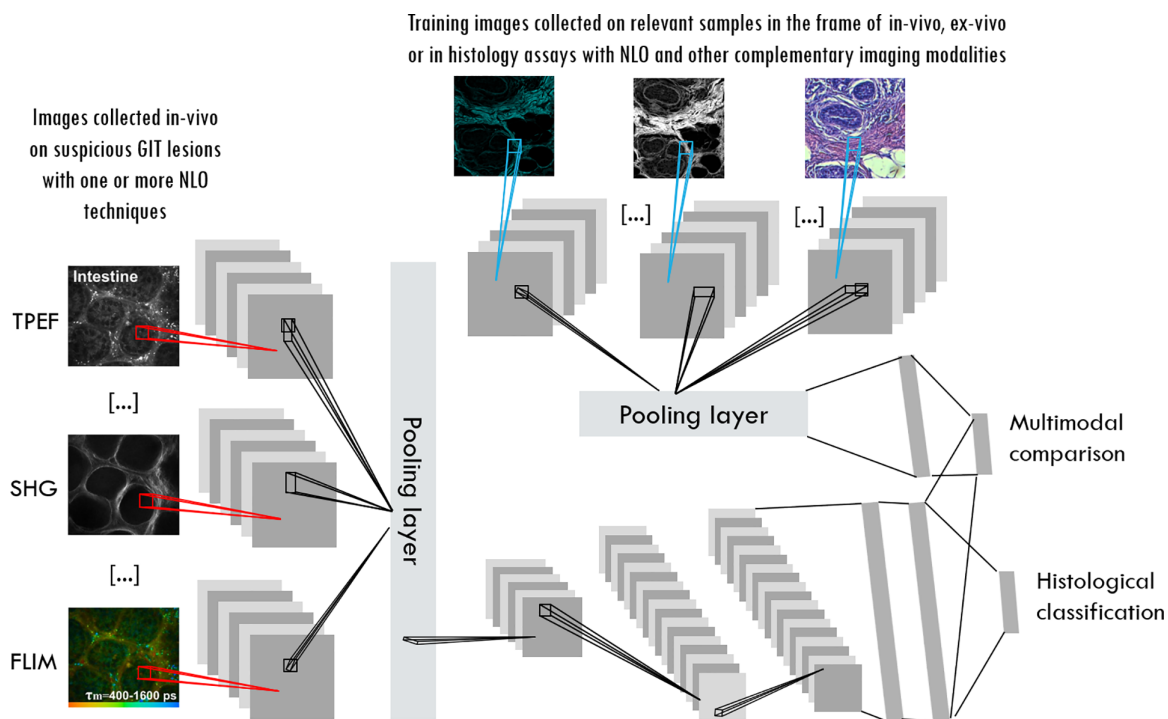 Training images collected on relevant samples in the frame of in-vivo, ex-vivo
or in histology assays with NLO and other complementary imaging modalities
Images collected in-vivo
on suspicious GIT lesions
with one or more NLO
techniques
[...]
[...]
Intestine
TPEF
[...]
SHG
[...]
FLIM
τm=400-1600 ps
Pooling layer
Pooling layer
Multimodal
comparison
Histological
classification